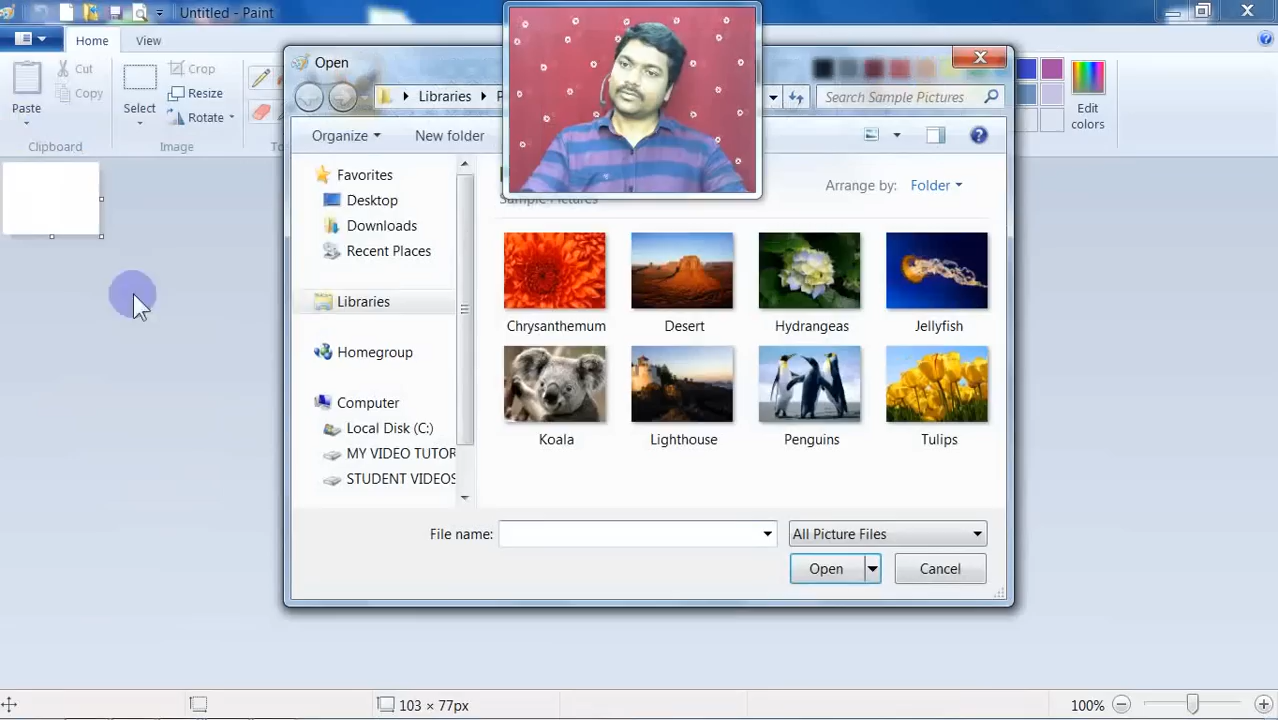 Untitled - Paint
Home View
Paste
Cut
Copy
Clipboard
Select
Crop
Resize
Rotate
Image
Edit colors
Open
Libraries
Search Sample Pictures
Organize New folder
Favorites
Desktop
Downloads
Recent Places
Libraries
Homegroup
Computer
Local Disk (C:)
MY VIDEO TUTOR
STUDENT VIDEOS
Arrange by: Folder
Chrysanthemum Desert Hydrangeas Jellyfish
Koala Lighthouse Penguins Tulips
File name: All Picture Files
Open Cancel
103 × 77px 100%